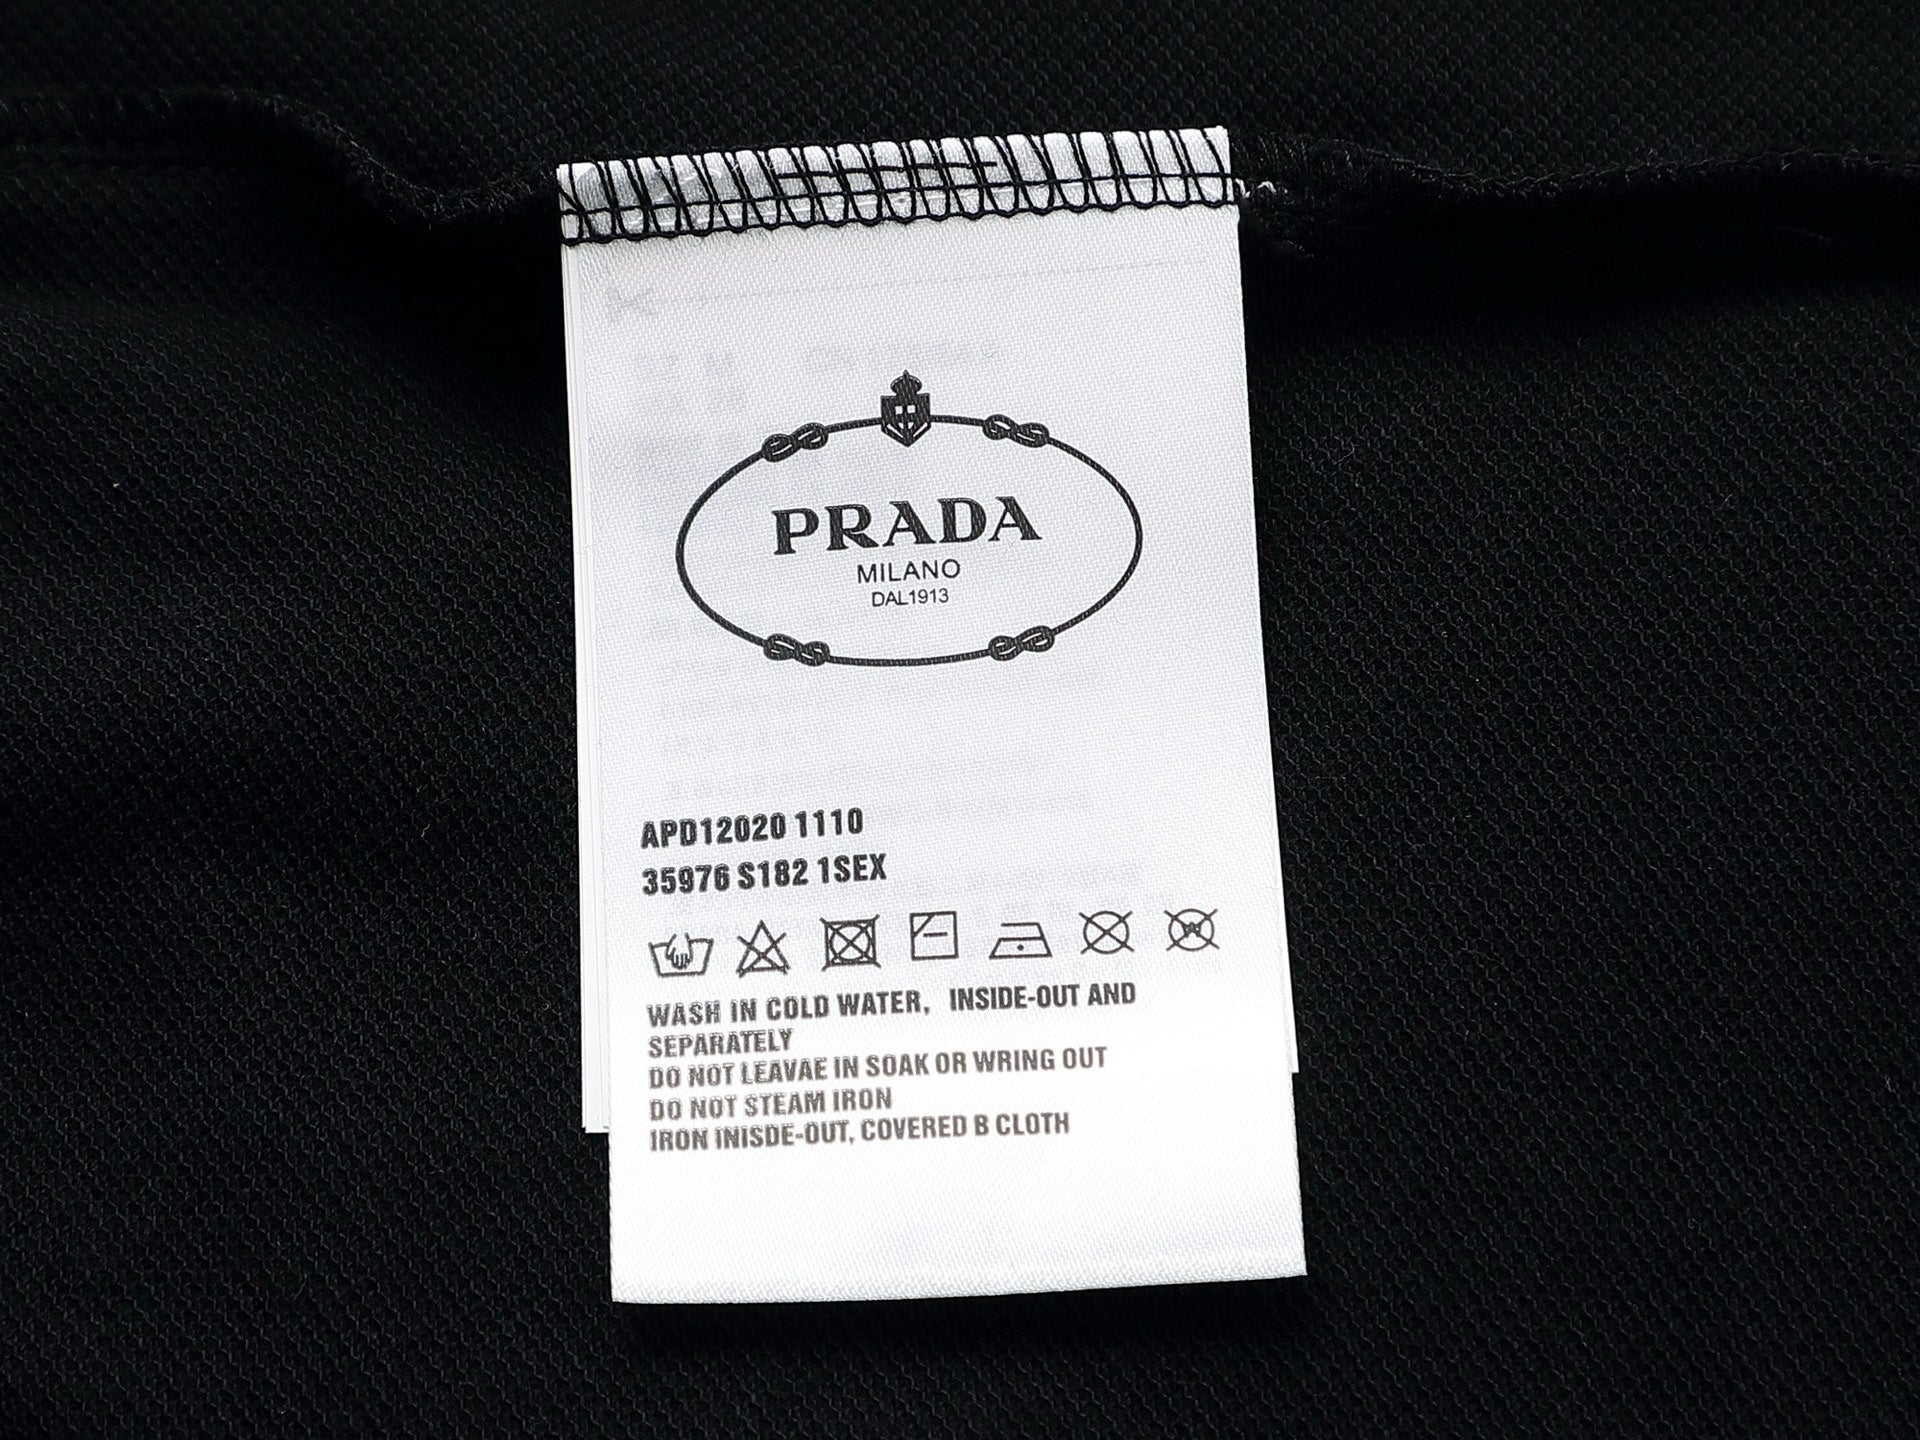 PRADA
MILANO
DAL1913
APD12020 1110
35976 S182 1SEX
W
WASH IN COLD WATER, INSIDE-OUT AND
SEPARATELY
DO NOT LEAVAE IN SOAK OR WRING OUT
DO NOT STEAM IRON
IRON INISDE-OUT, COVERED B CLOTH